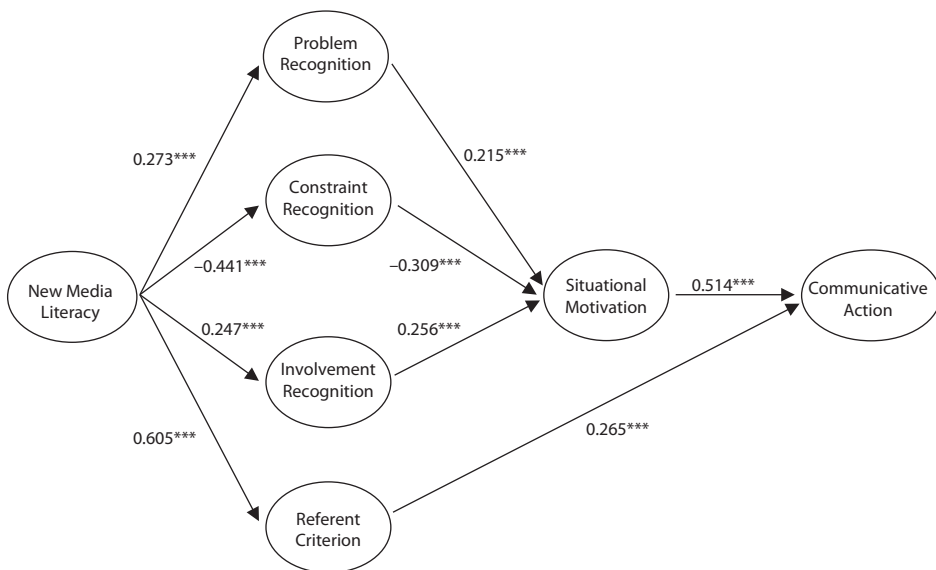 Problem
Recognition
0.273***
0.215***
Constraint
Recognition
–0.441***
–0.309***
New Media
Literacy
Situational
Motivation
0.514***
Communicative
Action
0.247***
0.256***
Involvement
Recognition
0.605***
0.265***
Referent
Criterion